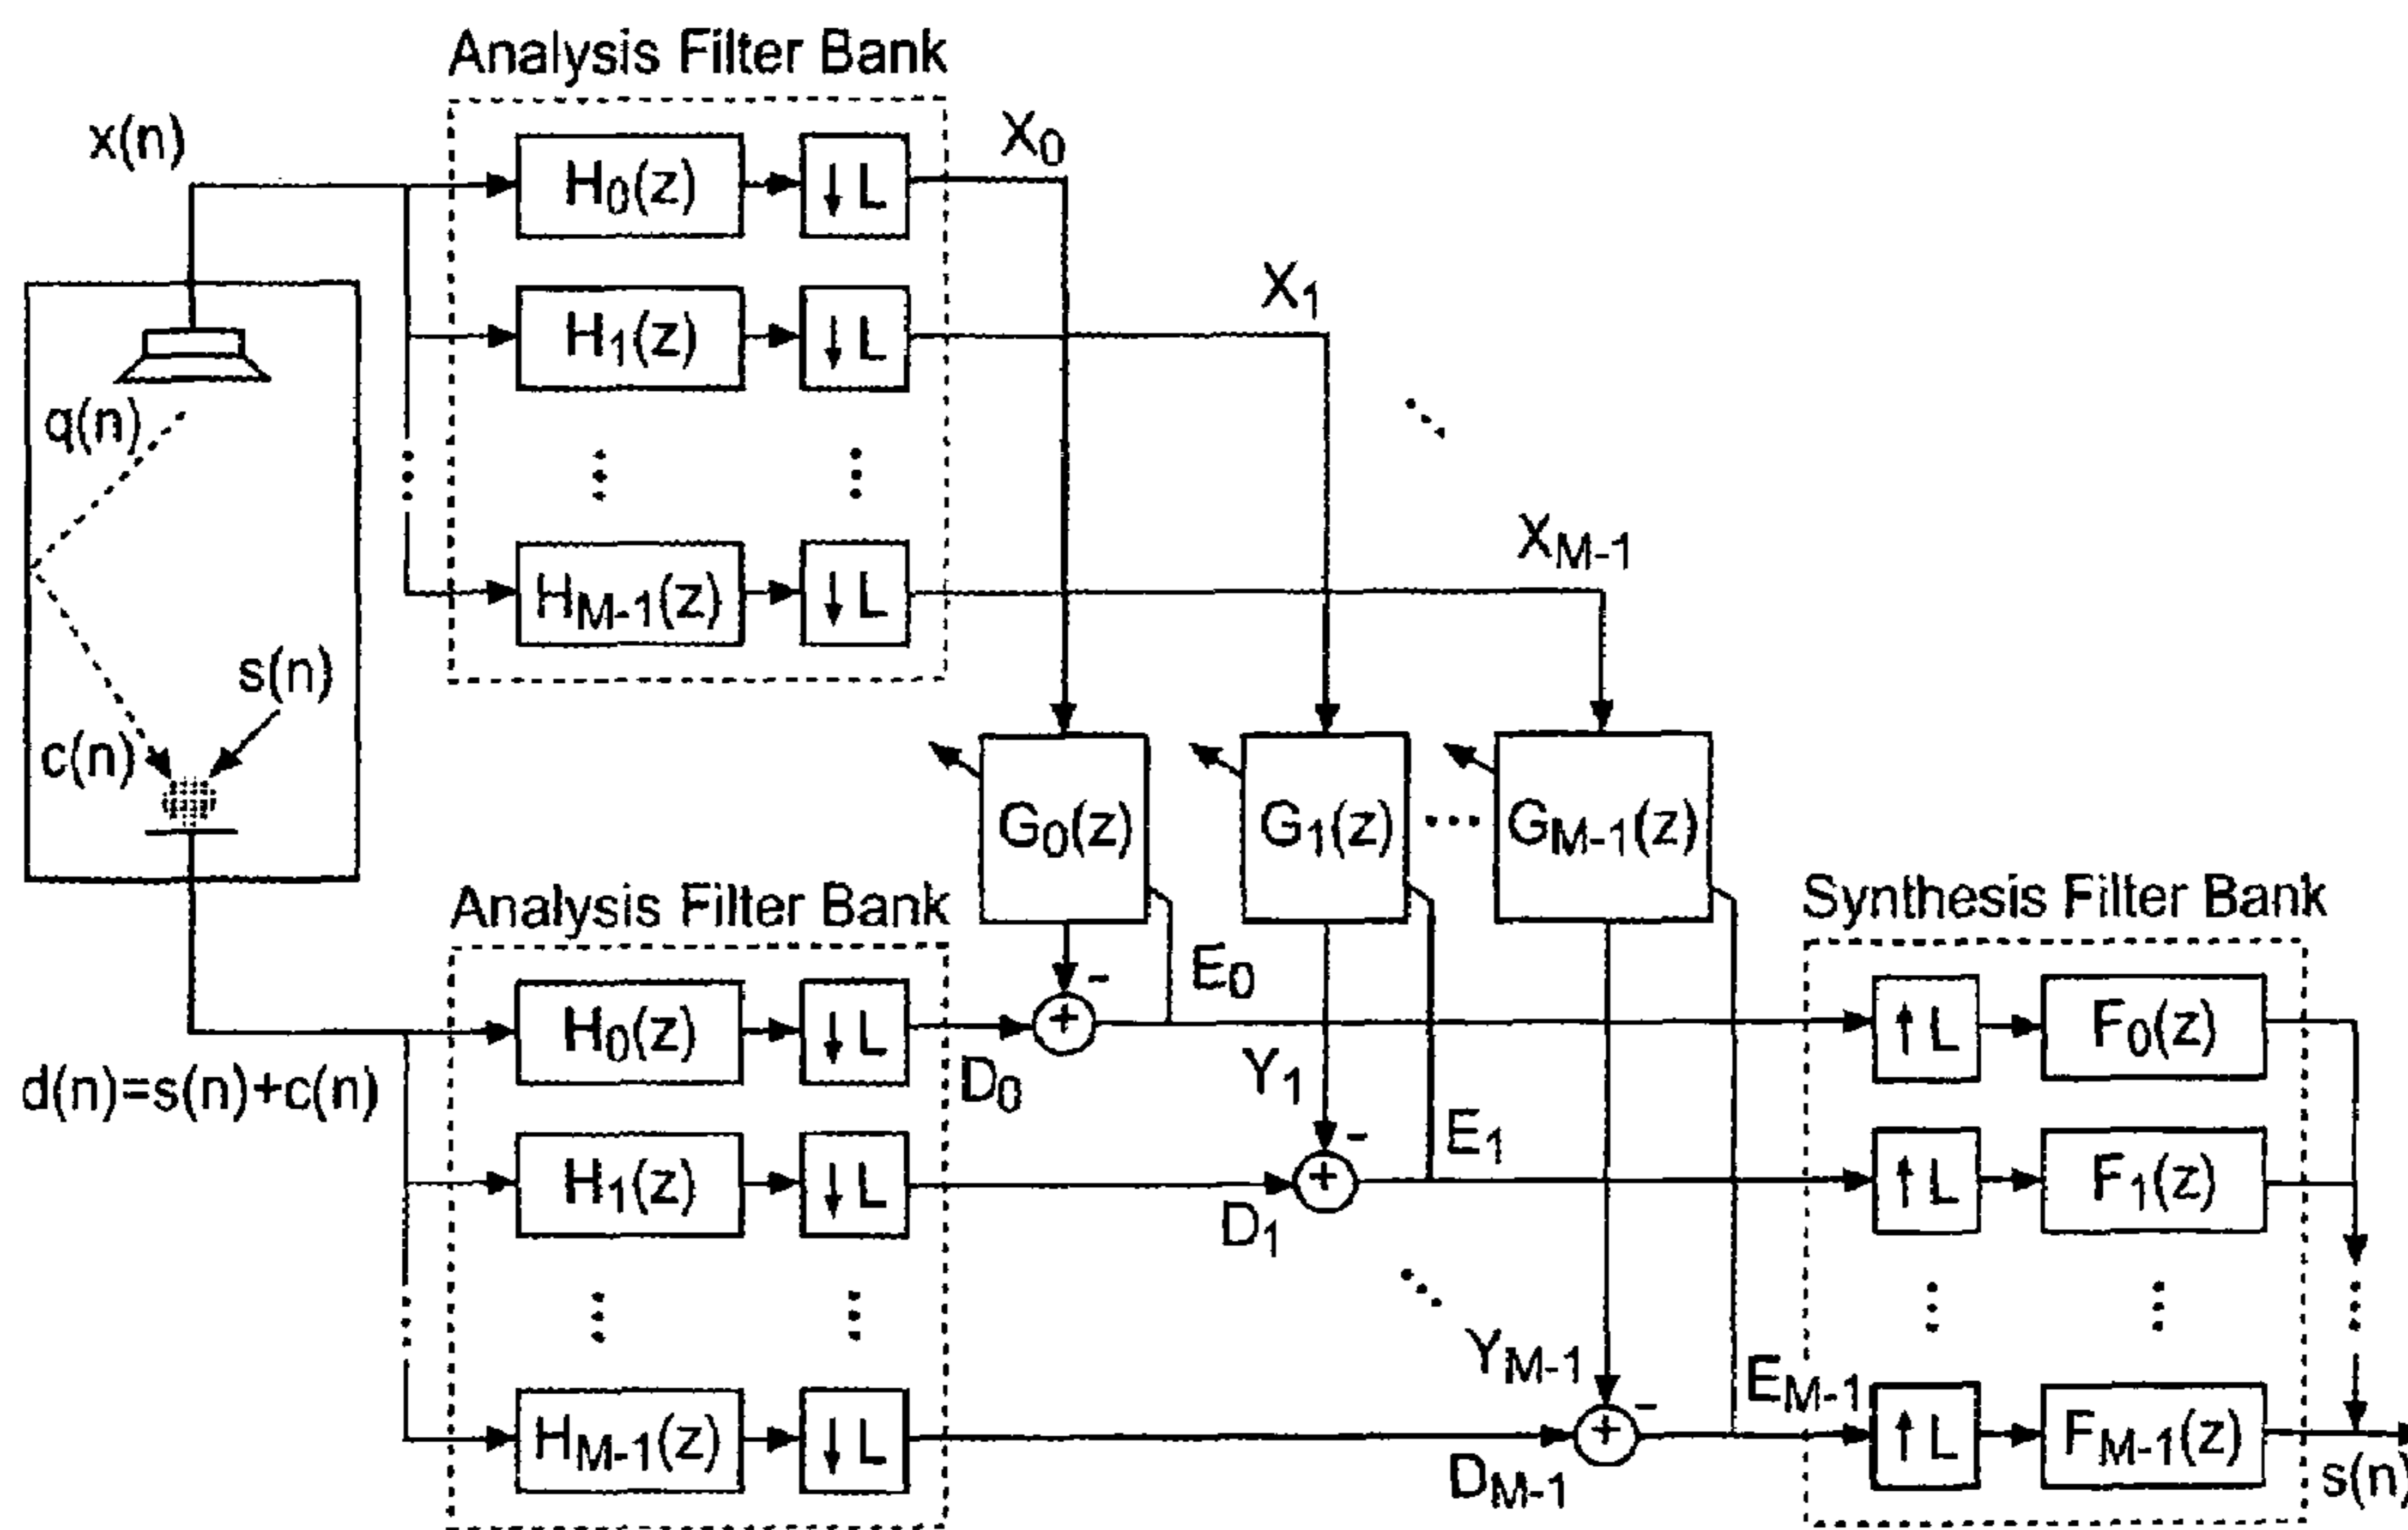 Analysis Filter Bank
x(n)
H0(z)
↓L
X0
H1(z)
↓L
X1
q(n)
HM-1(z)
↓L
XM-1
s(n)
c(n)
G0(z)
G1(z)
GM-1(z)
Analysis Filter Bank
Synthesis Filter Bank
d(n)=s(n)+c(n)
H0(z)
↓L
D0
+
-
E0
↑L
F0(z)
H1(z)
↓L
D1
Y1
+
-
E1
↑L
F1(z)
HM-1(z)
↓L
DM-1
YM-1
+
-
EM-1
↑L
FM-1(z)
s(n)